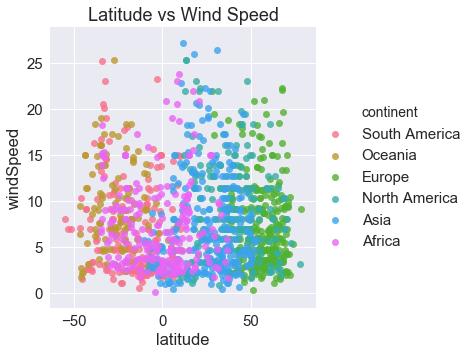 Latitude vs Wind Speed
windSpeed
25
20
15
10
5
0
−50
0
50
latitude
continent
South America
Oceania
Europe
North America
Asia
Africa